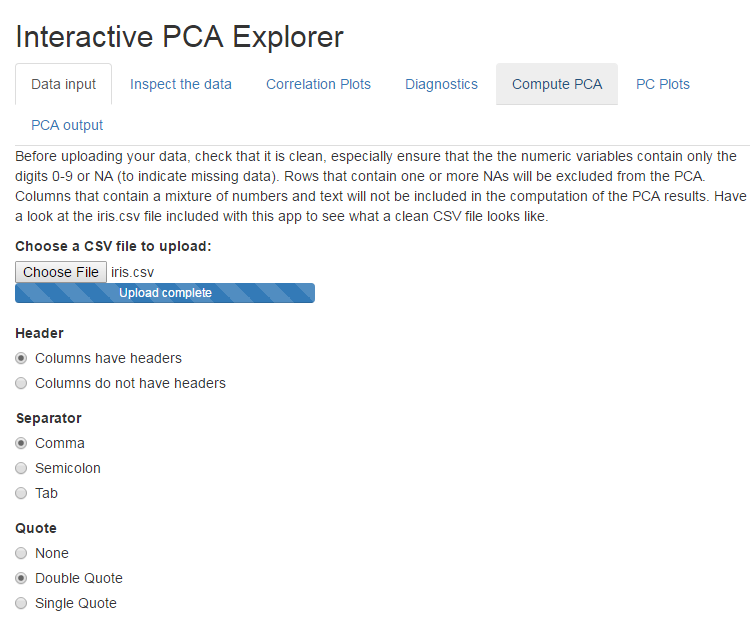 Interactive PCA Explorer
Data input Inspect the data Correlation Plots Diagnostics Compute PCA PC Plots
PCA output
Before uploading your data, check that it is clean, especially ensure that the the numeric variables contain only the
digits 0-9 or NA (to indicate missing data). Rows that contain one or more NAs will be excluded from the PCA.
Columns that contain a mixture of numbers and text will not be included in the computation of the PCA results. Have
a look at the iris.csv file included with this app to see what a clean CSV file looks like.
Choose a CSV file to upload:
Choose File iris.csv
Upload complete
Header
Columns have headers
Columns do not have headers
Separator
Comma
Semicolon
Tab
Quote
None
Double Quote
Single Quote